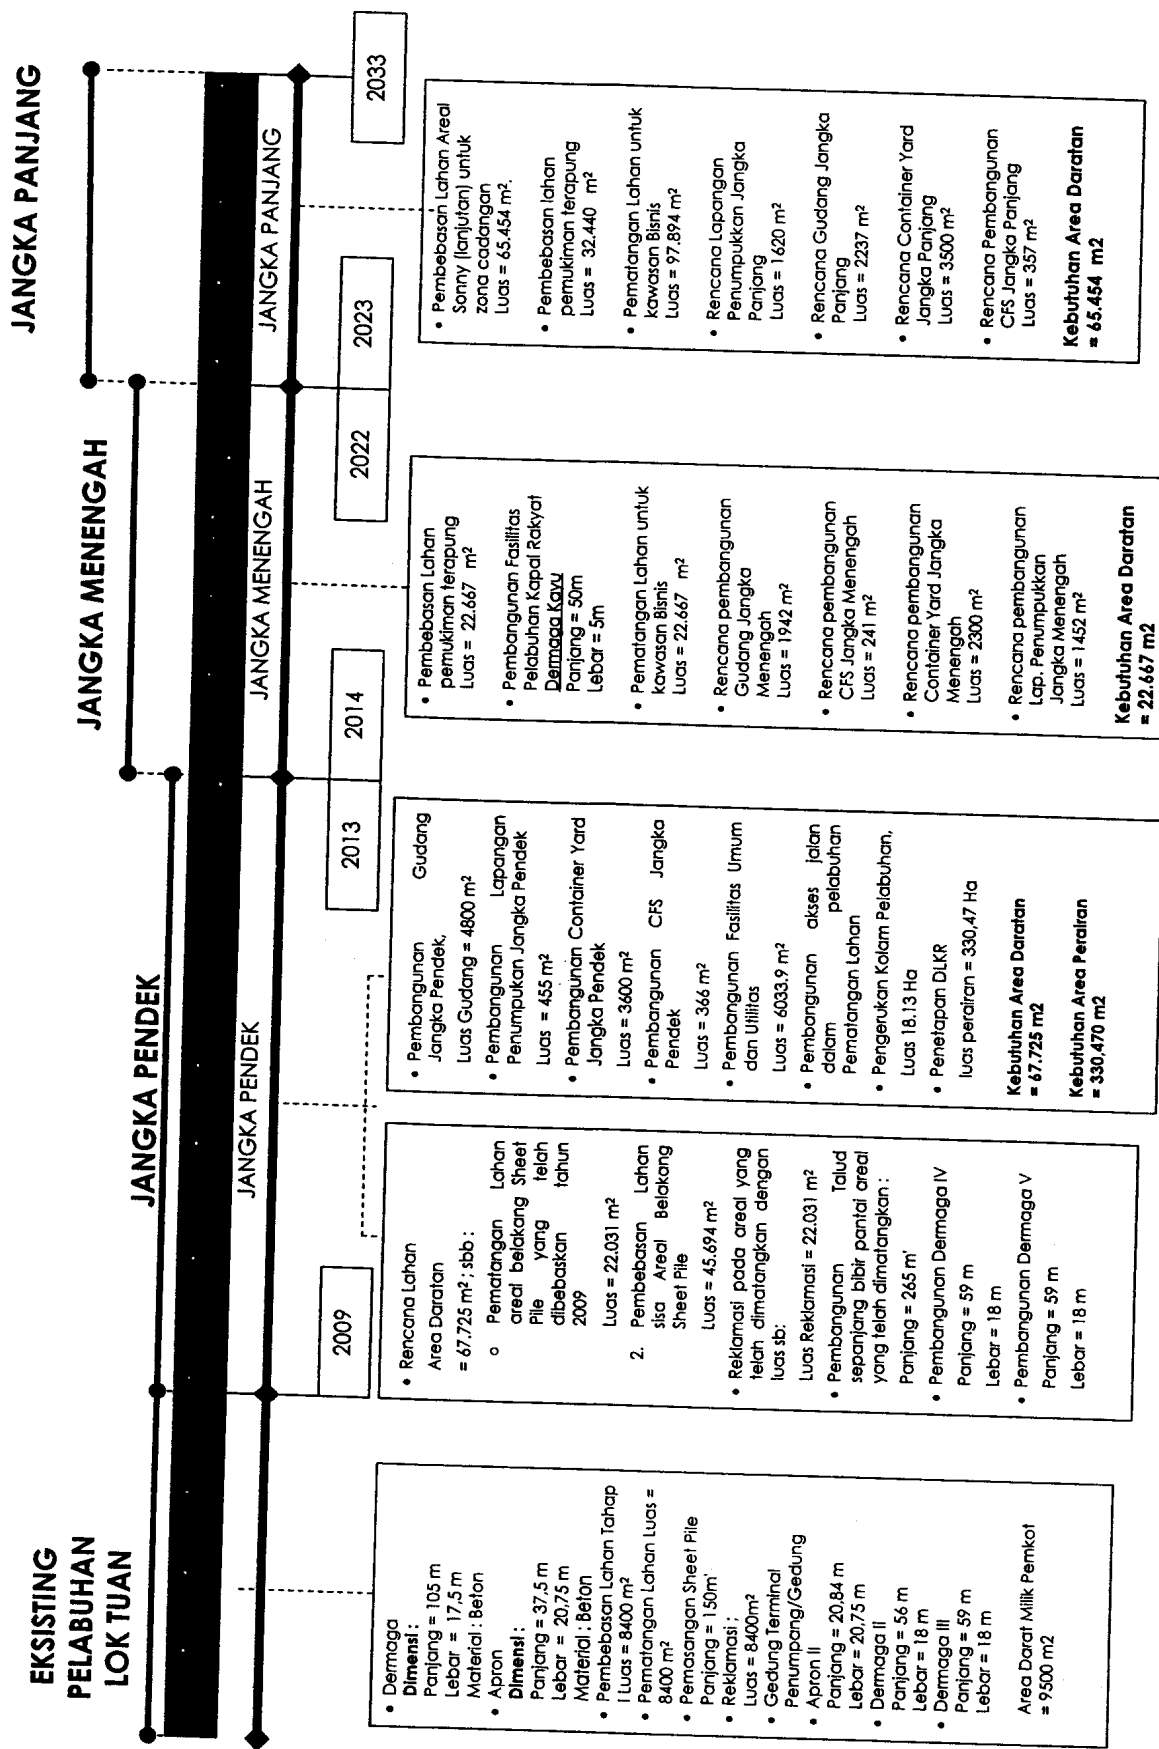 EKSISTING
PELABUHAN
LOK TUAN
JANGKA PENDEK
JANGKA MENENGAH
JANGKA PANJANG
JANGKA PENDEK
JANGKA MENENGAH
JANGKA PANJANG
2009
2013
2014
2022
2023
2033
• Dermaga
Dimensi :
Panjang = 105 m
Lebar = 17,5 m
Material : Beton
• Apron
Dimensi :
Panjang = 37,5 m
Lebar = 20,75 m
Material : Beton
• Pembebasan Lahan Tahap
I Luas = 8400 m²
• Pematangan Lahan Luas =
8400 m²
• Pemasangan Sheet Pile
Panjang = 150m'
• Reklamasi :
Luas = 8400m²
• Gedung Terminal
Penumpang/Gedung
• Apron II
Panjang = 20,84 m
Lebar = 20,75 m
• Dermaga II
Panjang = 56 m
Lebar = 18 m
• Dermaga III
Panjang = 59 m
Lebar = 18 m
Area Darat Milik Pemkot
= 9500 m2
• Rencana Lahan
Area Daratan
= 67.725 m² ; sbb :
o Pematangan Lahan
areal belakang Sheet
Pile yang telah
dibebaskan tahun
2009
Luas = 22.031 m²
2. Pembebasan Lahan
sisa Areal Belakang
Sheet Pile
Luas = 45.694 m²
• Reklamasi pada areal yang
telah dimatangkan dengan
luas sb:
Luas Reklamasi = 22.031 m²
• Pembangunan Talud
sepanjang bibir pantai areal
yang telah dimatangkan :
Panjang = 265 m'
• Pembangunan Dermaga IV
Panjang = 59 m
Lebar = 18 m
• Pembangunan Dermaga V
Panjang = 59 m
Lebar = 18 m
• Pembangunan Gudang
Jangka Pendek,
Luas Gudang = 4800 m²
• Pembangunan Lapangan
Penumpukan Jangka Pendek
Luas = 455 m²
• Pembangunan Container Yard
Jangka Pendek
Luas = 3600 m²
• Pembangunan CFS Jangka
Pendek
Luas = 366 m²
• Pembangunan Fasilitas Umum
dan Utilitas
Luas = 6033.9 m²
• Pembangunan akses jalan
dalam pelabuhan
Pematangan Lahan
• Pengerukan Kolam Pelabuhan,
Luas 18.13 Ha
• Penetapan DLKR
luas perairan = 330,47 Ha
Kebutuhan Area Daratan
= 67.725 m2
Kebutuhan Area Perairan
= 330,470 m2
• Pembebasan Lahan
pemukiman terapung
Luas = 22.667 m²
• Pembangunan Fasilitas
Pelabuhan Kapal Rakyat
Dermaga Kayu
Panjang = 50m
Lebar = 5m
• Pematangan Lahan untuk
kawasan Bisnis
Luas = 22.667 m²
• Rencana pembangunan
Gudang Jangka
Menengah
Luas = 1942 m²
• Rencana pembangunan
CFS Jangka Menengah
Luas = 241 m²
• Rencana pembangunan
Container Yard Jangka
Menengah
Luas = 2300 m²
• Rencana pembangunan
Lap. Penumpukkan
Jangka Menengah
Luas = 1452 m²
Kebutuhan Area Daratan
= 22.667 m2
• Pembebasan Lahan Areal
Sonny (lanjutan) untuk
zona cadangan
Luas = 65.454 m².
• Pembebasan lahan
pemukiman terapung
Luas = 32.440 m²
• Pematangan Lahan untuk
kawasan Bisnis
Luas = 97.894 m²
• Rencana Lapangan
Penumpukkan Jangka
Panjang
Luas = 1620 m²
• Rencana Gudang Jangka
Panjang
Luas = 2237 m²
• Rencana Container Yard
Jangka Panjang
Luas = 3500 m²
• Rencana Pembangunan
CFS Jangka Panjang
Luas = 357 m²
Kebutuhan Area Daratan
= 65.454 m2